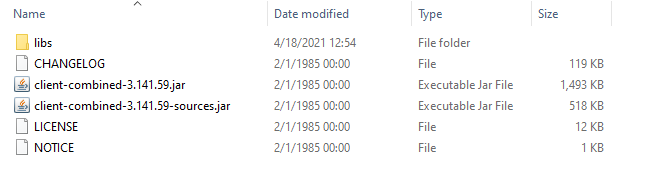 Name Date modified Type Size
libs 4/18/2021 12:54 File folder
CHANGELOG 2/1/1985 00:00 File 119 KB
client-combined-3.141.59.jar 2/1/1985 00:00 Executable Jar File 1,493 KB
client-combined-3.141.59-sources.jar 2/1/1985 00:00 Executable Jar File 518 KB
LICENSE 2/1/1985 00:00 File 12 KB
NOTICE 2/1/1985 00:00 File 1 KB